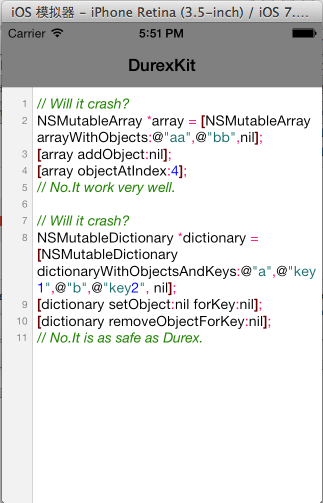 iOS 模拟器 - iPhone Retina (3.5-inch) / iOS 7....
Carrier 5:51 PM
DurexKit
1 // Will it crash?
2 NSMutableArray *array = [NSMutableArray
arrayWithObjects:@"aa",@"bb",nil];
3 [array addObject:nil];
4 [array objectAtIndex:4];
5 // No.It work very well.
6
7 // Will it crash?
8 NSMutableDictionary *dictionary =
[NSMutableDictionary
dictionaryWithObjectsAndKeys:@"a",@"key
1",@"b",@"key2", nil];
9 [dictionary setObject:nil forKey:nil];
10 [dictionary removeObjectForKey:nil];
11 // No.It is as safe as Durex.